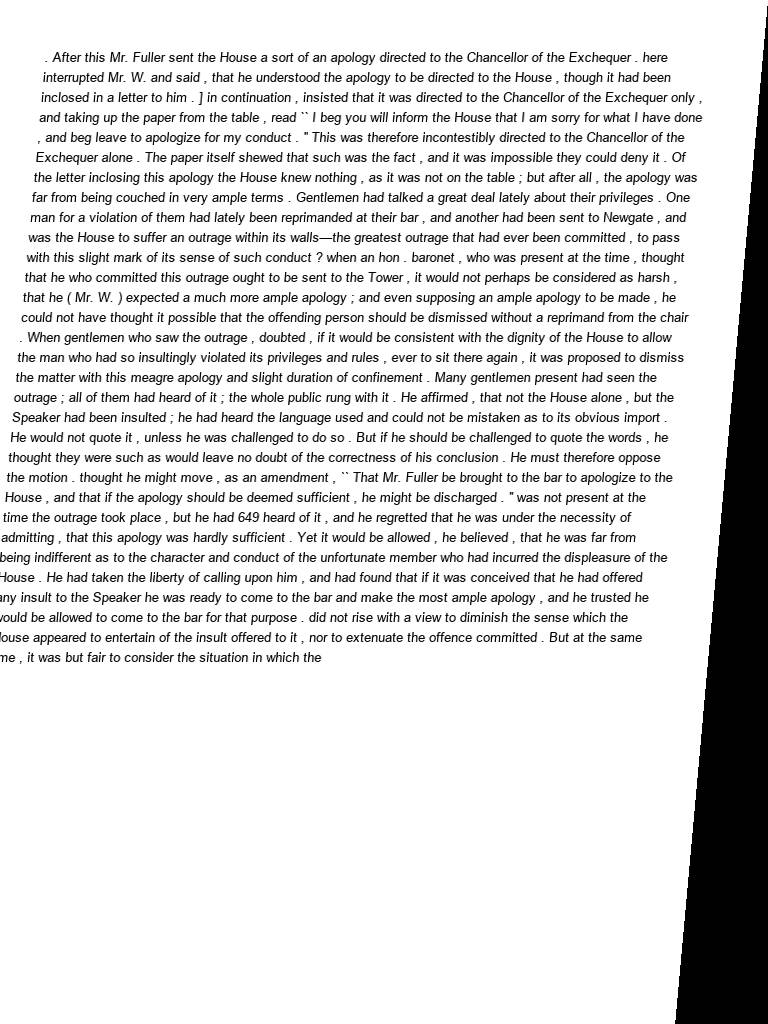 . After this Mr. Fuller sent the House a sort of an apology directed to the Chancellor of the Exchequer . here
interrupted Mr. W. and said , that he understood the apology to be directed to the House , though it had been
inclosed in a letter to him . ] in continuation , insisted that it was directed to the Chancellor of the Exchequer only ,
and taking up the paper from the table , read `` I beg you will inform the House that I am sorry for what I have done
, and beg leave to apologize for my conduct . " This was therefore incontestibly directed to the Chancellor of the
Exchequer alone . The paper itself shewed that such was the fact , and it was impossible they could deny it . Of
the letter inclosing this apology the House knew nothing , as it was not on the table ; but after all , the apology was
far from being couched in very ample terms . Gentlemen had talked a great deal lately about their privileges . One
man for a violation of them had lately been reprimanded at their bar , and another had been sent to Newgate , and
was the House to suffer an outrage within its walls—the greatest outrage that had ever been committed , to pass
with this slight mark of its sense of such conduct ? when an hon . baronet , who was present at the time , thought
that he who committed this outrage ought to be sent to the Tower , it would not perhaps be considered as harsh ,
that he ( Mr. W. ) expected a much more ample apology ; and even supposing an ample apology to be made , he
could not have thought it possible that the offending person should be dismissed without a reprimand from the chair
. When gentlemen who saw the outrage , doubted , if it would be consistent with the dignity of the House to allow
the man who had so insultingly violated its privileges and rules , ever to sit there again , it was proposed to dismiss
the matter with this meagre apology and slight duration of confinement . Many gentlemen present had seen the
outrage ; all of them had heard of it ; the whole public rung with it . He affirmed , that not the House alone , but the
Speaker had been insulted ; he had heard the language used and could not be mistaken as to its obvious import .
He would not quote it , unless he was challenged to do so . But if he should be challenged to quote the words , he
thought they were such as would leave no doubt of the correctness of his conclusion . He must therefore oppose
the motion . thought he might move , as an amendment , `` That Mr. Fuller be brought to the bar to apologize to the
House , and that if the apology should be deemed sufficient , he might be discharged . " was not present at the
time the outrage took place , but he had 649 heard of it , and he regretted that he was under the necessity of
admitting , that this apology was hardly sufficient . Yet it would be allowed , he believed , that he was far from
being indifferent as to the character and conduct of the unfortunate member who had incurred the displeasure of the
House . He had taken the liberty of calling upon him , and had found that if it was conceived that he had offered
any insult to the Speaker he was ready to come to the bar and make the most ample apology , and he trusted he
would be allowed to come to the bar for that purpose . did not rise with a view to diminish the sense which the
House appeared to entertain of the insult offered to it , nor to extenuate the offence committed . But at the same
me , it was but fair to consider the situation in which the